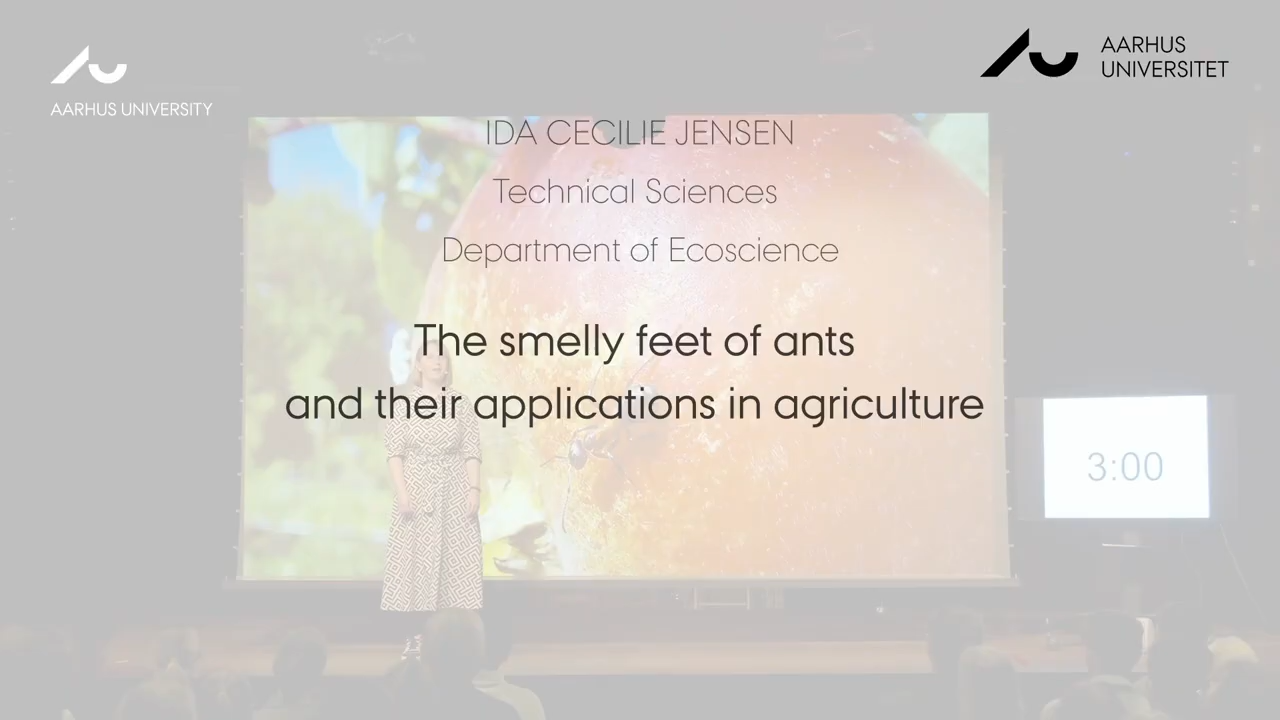 AARHUS UNIVERSITY
AARHUS
UNIVERSITET
IDA CECILIE JENSEN
Technical Sciences
Department of Ecoscience
The smelly feet of ants
and their applications in agriculture
3:00